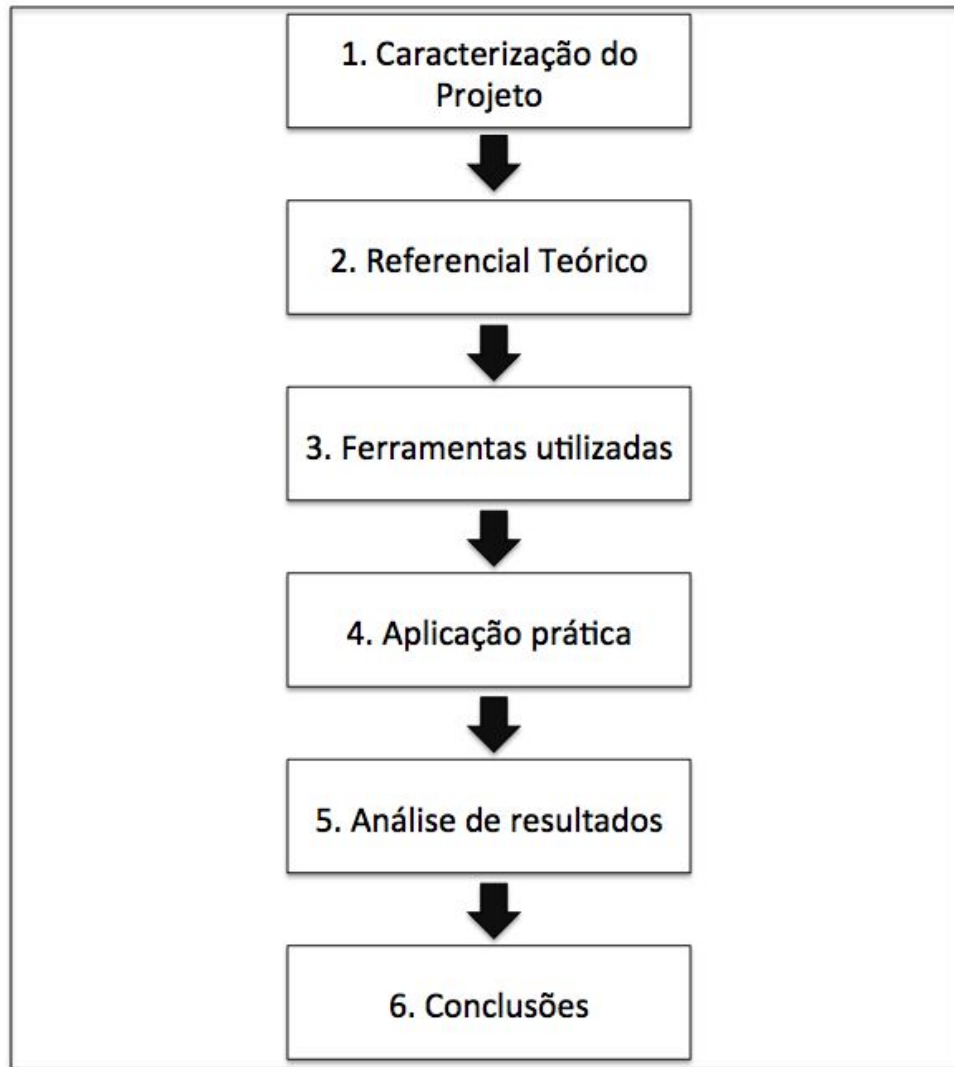 1. Caracterização do
Projeto
2. Referencial Teórico
3. Ferramentas utilizadas
4. Aplicação prática
5. Análise de resultados
6. Conclusões